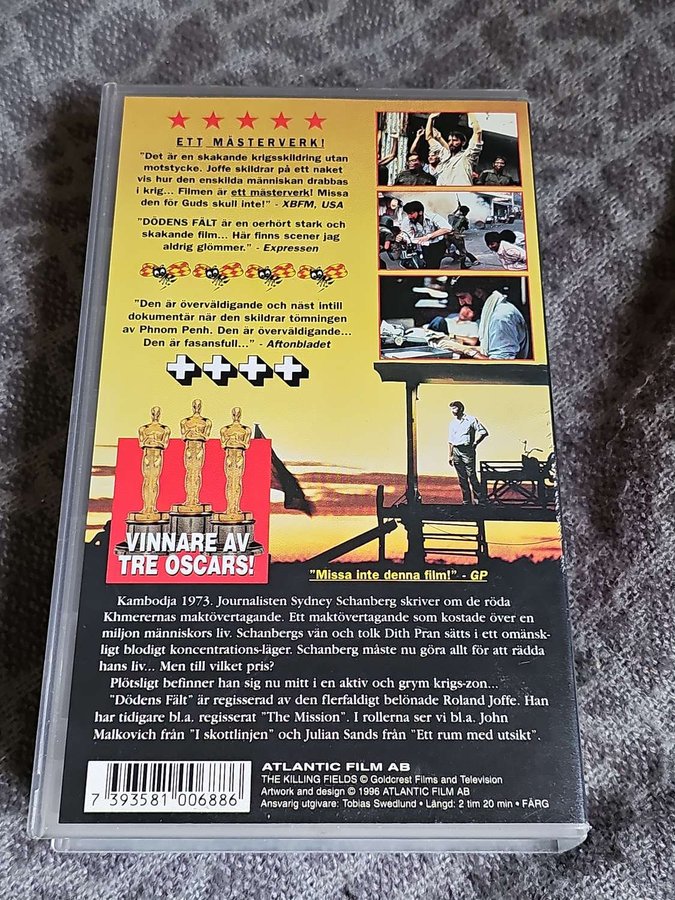 ETT MÄSTERVERK!
"Det är en skakande krigsskildring utan
motstycke. Joffe skildrar på ett naket
vis hur den enskilda människan drabbas
i krig... Filmen är ett mästerverk! Missa
den för Guds skull inte!" - XBFM, USA
"DÖDENS FÄLT är en oerhört stark och
skakande film... Här finns scener jag
aldrig glömmer." - Expressen
"Den är överväldigande och näst intill
dokumentär när den skildrar tömningen
av Phnom Penh. Den är överväldigande...
Den är fasansfull..." - Aftonbladet
VINNARE AV
TRE OSCARS!
"Missa inte denna film!" - GP
Kambodja 1973. Journalisten Sydney Schanberg skriver om de röda
Khmerernas maktövertagande. Ett maktövertagande som kostade över en
miljon människors liv. Schanbergs vän och tolk Dith Pran sätts i ett omänsk-
ligt blodigt koncentrations-läger. Schanberg måste nu göra allt för att rädda
hans liv... Men till vilket pris?
Plötsligt befinner han sig nu mitt i en aktiv och grym krigs-zon...
"Dödens Fält" är regisserad av den flerfaldigt belönade Roland Joffe. Han
har tidigare bl.a. regisserat "The Mission". I rollerna ser vi bl.a. John
Malkovich från "I skottlinjen" och Julian Sands från "Ett rum med utsikt".
ATLANTIC FILM AB
THE KILLING FIELDS © Goldcrest Films and Television
Artwork and design © 1996 ATLANTIC FILM AB
Ansvarig utgivare: Tobias Swedlund • Längd: 2 tim 20 min • FÄRG
7 393581 006886